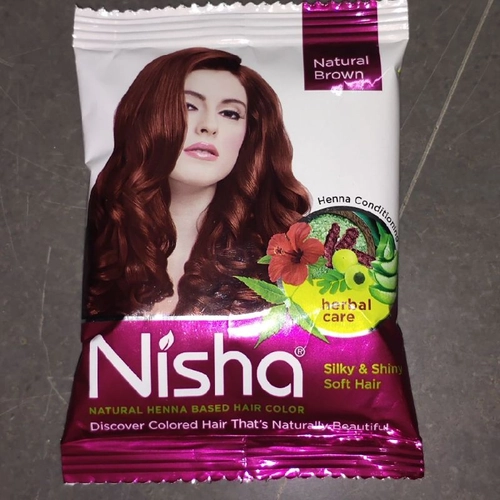 Natural
Brown
Henna Conditioning
herbal
care
Nisha®
Silky & Shiny
Soft Hair
NATURAL HENNA BASED HAIR COLOR
Discover Colored Hair That's Naturally Beautiful